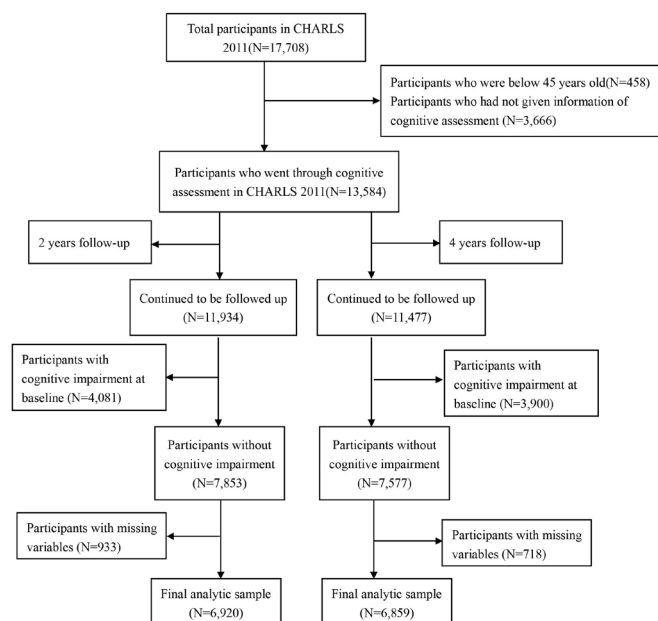 Total participants in CHARLS
2011(N=17,708)
Participants who were below 45 years old(N=458)
Participants who had not given information of
cognitive assessment (N=3,666)
Participants who went through cognitive
assessment in CHARLS 2011(N=13,584)
2 years follow-up
4 years follow-up
Continued to be followed up
(N=11,934)
Continued to be followed up
(N=11,477)
Participants with
cognitive impairment at
baseline (N=4,081)
Participants with
cognitive impairment at
baseline (N=3,900)
Participants without
cognitive impairment
(N=7,853)
Participants without
cognitive impairment
(N=7,577)
Participants with missing
variables (N=933)
Participants with missing
variables (N=718)
Final analytic sample
(N=6,920)
Final analytic sample
(N=6,859)